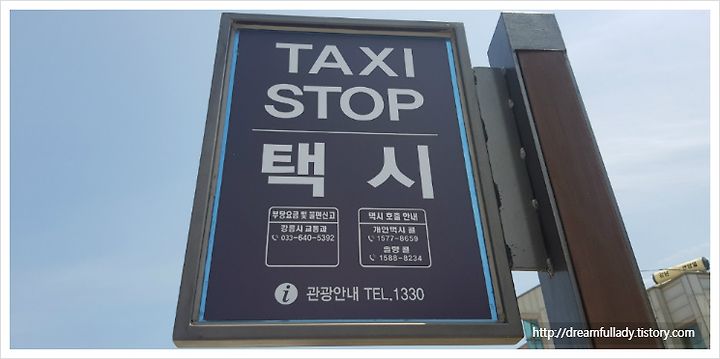 TAXI
STOP
택 시
부당요금 및 불편신고
강릉시 교통과
033-640-5392
택시 호출 안내
개인택시 콜
1577-8659
솔향 콜
1588-8234
i 관광안내 TEL.1330
http://dreamfullady.tistory.com